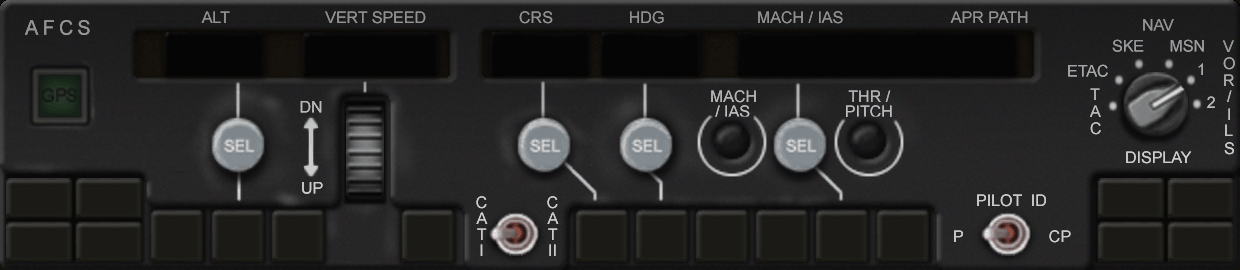 AFCS
ALT
VERT SPEED
CRS
HDG
MACH / IAS
APR PATH
NAV
SKE
MSN
ETAC
TAC
1
2
VOR/ILS
DISPLAY
GPS
SEL
DN
UP
SEL
SEL
MACH
/ IAS
SEL
THR /
PITCH
CAT I
CAT II
PILOT ID
P
CP